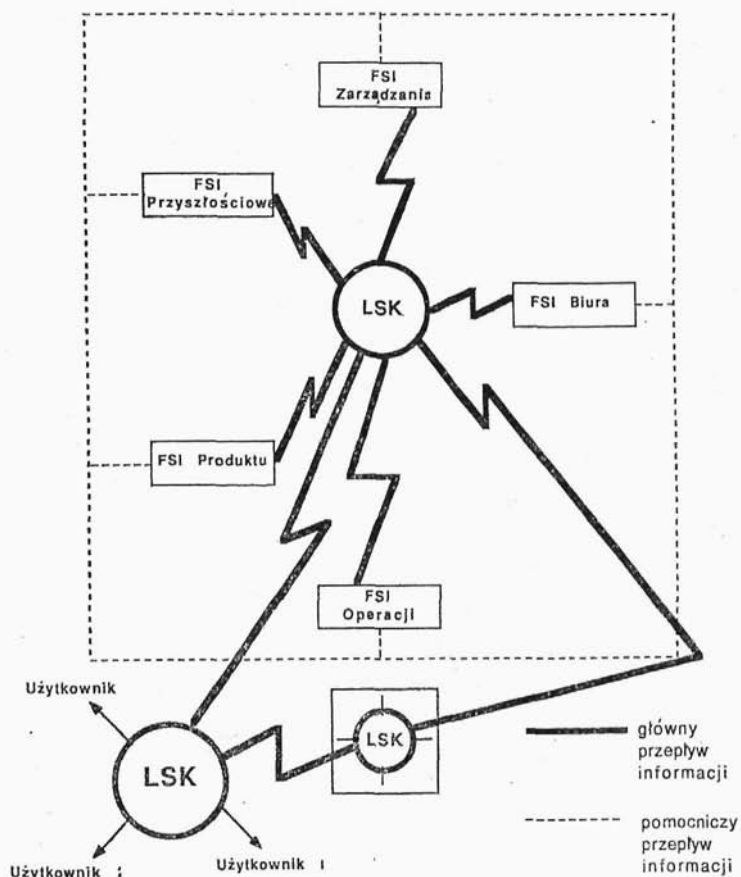 FSI
Zarządzania
FSI
Przyszłościowe
LSK
FSI Biura
FSI Produktu
FSI
Operacji
Użytkownik
LSK
LSK
główny
przepływ
informacji
Użytkownik
Użytkownik
pomocniczy
przepływ
informacji